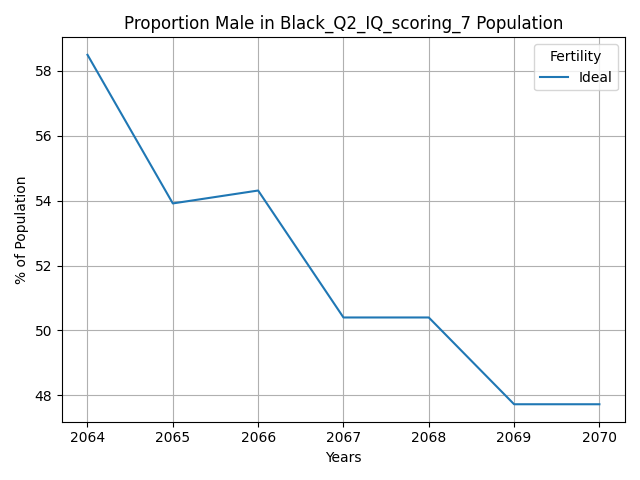 Proportion Male in Black_Q2_IQ_scoring_7 Population
Fertility
Ideal
58
56
54
52
50
48
% of Population
2064 2065 2066 2067 2068 2069 2070
Years